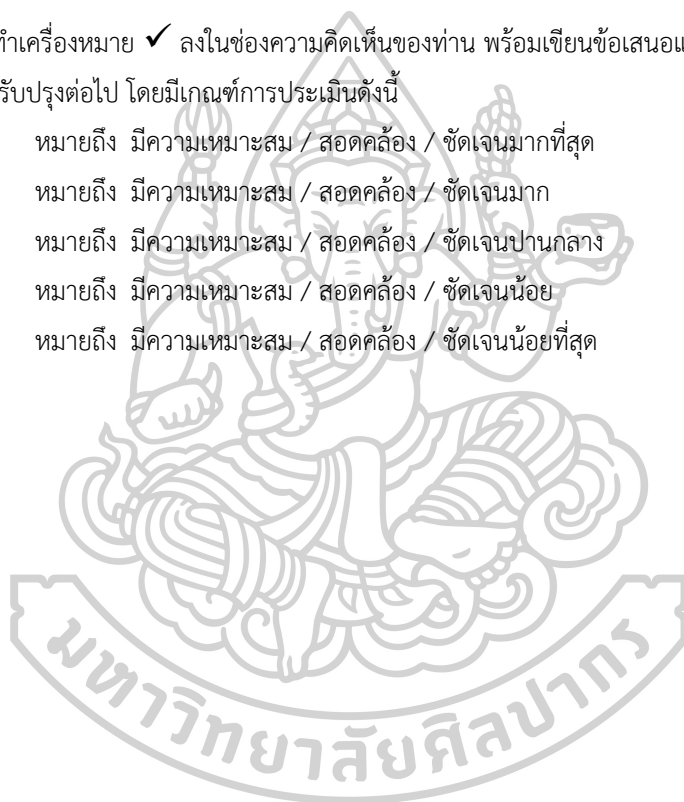 ทำเครื่องหมาย ✓ ลงในช่องความคิดเห็นของท่าน พร้อมเขียนข้อเสนอแ
รับปรุงต่อไป โดยมีเกณฑ์การประเมินดังนี้
หมายถึง มีความเหมาะสม / สอดคล้อง / ชัดเจนมากที่สุด
หมายถึง มีความเหมาะสม / สอดคล้อง / ชัดเจนมาก
หมายถึง มีความเหมาะสม / สอดคล้อง / ชัดเจนปานกลาง
หมายถึง มีความเหมาะสม / สอดคล้อง / ชัดเจนน้อย
หมายถึง มีความเหมาะสม / สอดคล้อง / ชัดเจนน้อยที่สุด
มหาวิทยาลัยศิลปากร